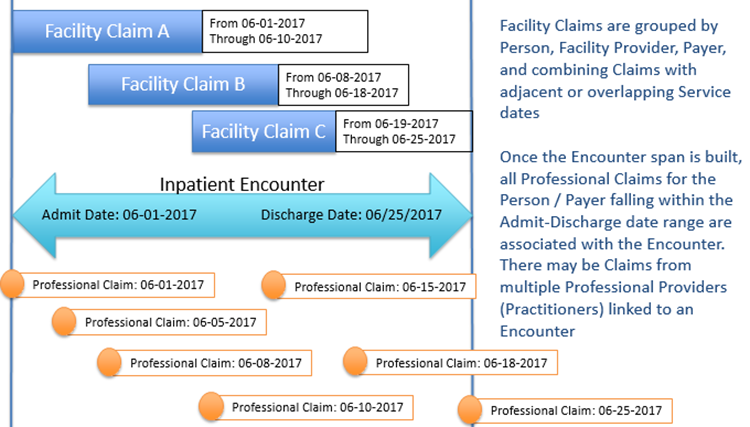 Facility Claim A
From 06-01-2017
Through 06-10-2017
Facility Claim B
From 06-08-2017
Through 06-18-2017
Facility Claim C
From 06-19-2017
Through 06-25-2017
Inpatient Encounter
Admit Date: 06-01-2017
Discharge Date: 06/25/2017
Professional Claim: 06-01-2017
Professional Claim: 06-15-2017
Professional Claim: 06-05-2017
Professional Claim: 06-08-2017
Professional Claim: 06-18-2017
Professional Claim: 06-10-2017
Professional Claim: 06-25-2017
Facility Claims are grouped by
Person, Facility Provider, Payer,
and combining Claims with
adjacent or overlapping Service
dates
Once the Encounter span is built,
all Professional Claims for the
Person / Payer falling within the
Admit-Discharge date range are
associated with the Encounter.
There may be Claims from
multiple Professional Providers
(Practitioners) linked to an
Encounter